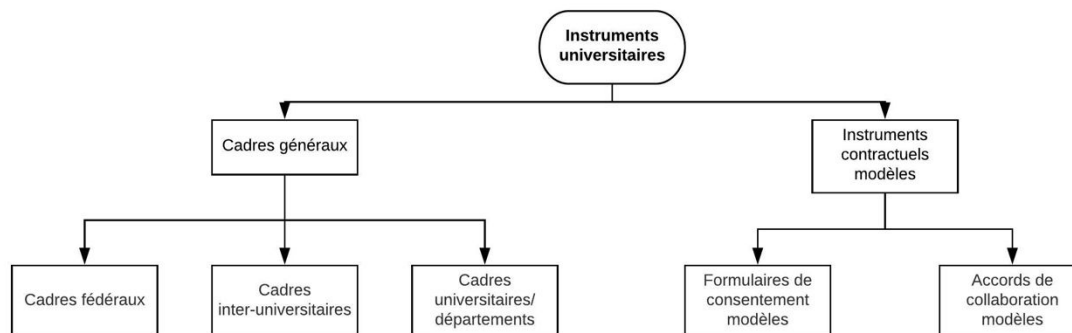 Instruments
universitaires
Cadres généraux
Instruments
contractuels
modèles
Cadres fédéraux
Cadres
inter-universitaires
Cadres
universitaires/
départements
Formulaires de
consentement
modèles
Accords de
collaboration
modèles